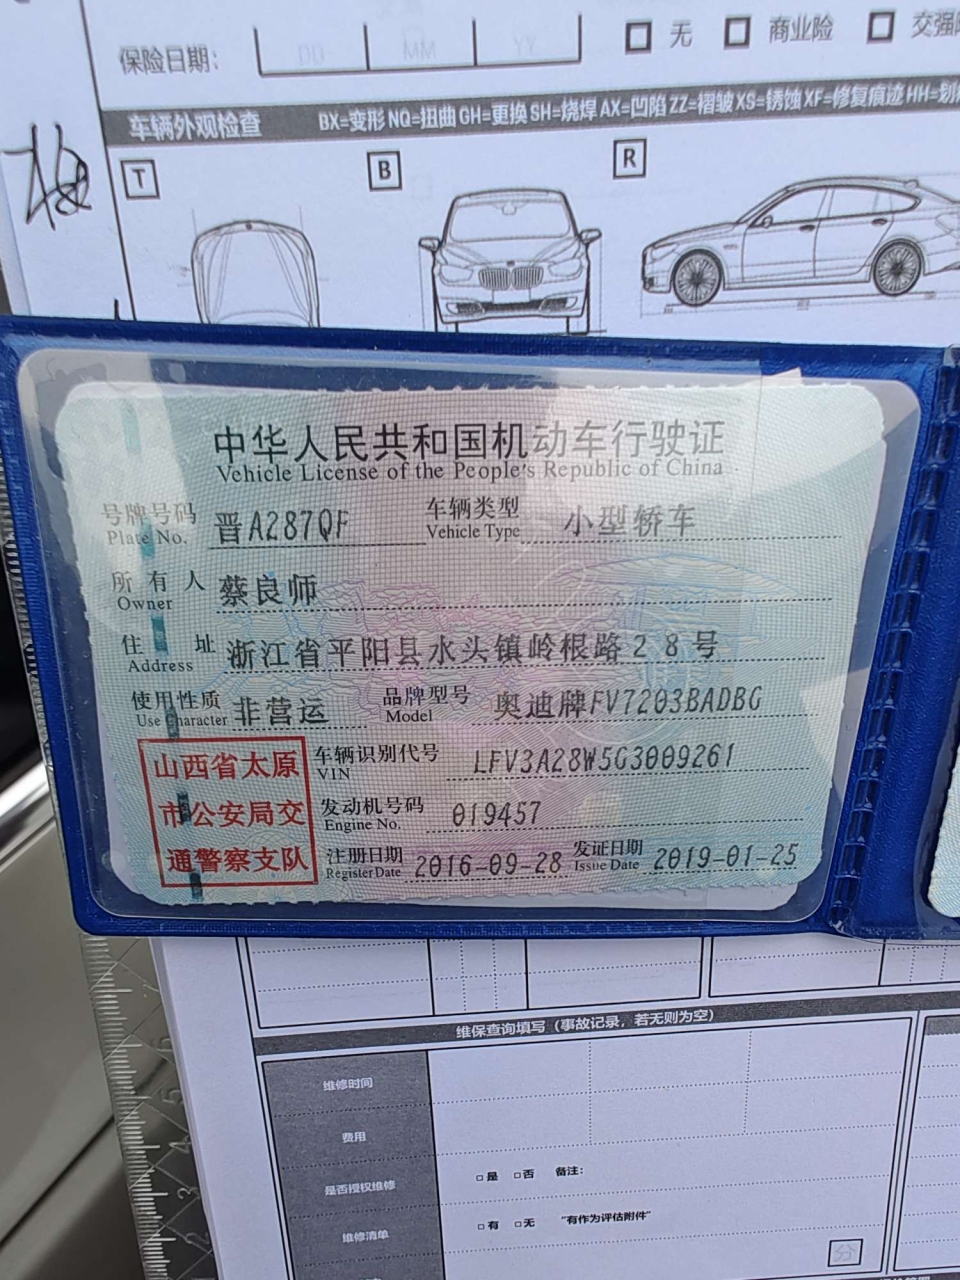 保险日期：
DD MM YY
无 商业险 交强
车辆外观检查 BX=变形 NQ=扭曲 GH=更换 SH=烧焊 AX=凹陷 ZZ=褶皱 XS=锈蚀 XF=修复痕迹 HH=划
T B R
中华人民共和国机动车行驶证
Vehicle License of the People's Republic of China
号牌号码 晋A287QF 车辆类型 小型轿车
Plate No. Vehicle Type
所有人 蔡良师
Owner
住址 浙江省平阳县水头镇岭根路28号
Address
使用性质 非营运 品牌型号 奥迪牌FV7203BADBG
Use Character Model
山西省太原
市公安局交
通警察支队
车辆识别代号 LFV3A28W5G3009261
VIN
发动机号码 019457
Engine No.
注册日期 2016-09-28 发证日期 2019-01-25
Register Date Issue Date
维保查询填写（事故记录，若无则为空）
维修时间
费用
是否授权维修 是 否 备注：
维修清单 有 无 "有作为评估附件"
分